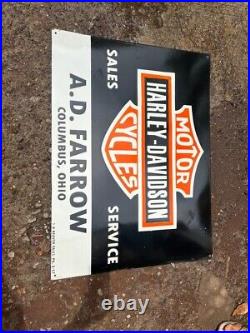 MOTOR
HARLEY-DAVIDSON
CYCLES
SALES SERVICE
A.D. FARROW
COLUMBUS, OHIO